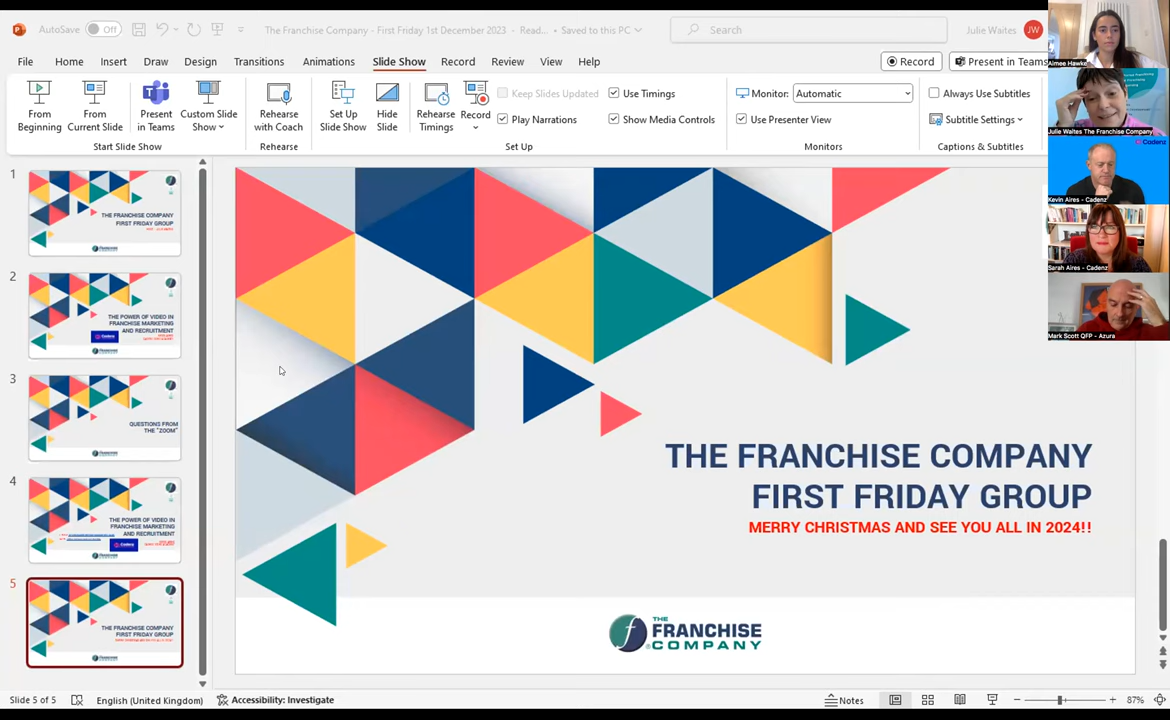 AutoSave Off
The Franchise Company - First Friday 1st December 2023 - Read... • Saved to this PC
Search
Julie Waites JW
File Home Insert Draw Design Transitions Animations Slide Show Record Review View Help
Record Present in Teams
From Beginning
From Current Slide
Present in Teams
Custom Slide Show
Start Slide Show
Rehearse with Coach
Rehearse
Set Up Slide Show
Hide Slide
Rehearse Timings
Record
Keep Slides Updated
Play Narrations
Use Timings
Show Media Controls
Set Up
Monitor: Automatic
Use Presenter View
Monitors
Always Use Subtitles
Subtitle Settings
Captions & Subtitles
Aimee Hawke
Julie Waites The Franchise Company
Cadenz
Kevin Aires - Cadenz
Sarah Aires - Cadenz
Mark Scott QFP - Azura
1
THE FRANCHISE COMPANY
FIRST FRIDAY GROUP
2
THE POWER OF VIDEO IN
FRANCHISE MARKETING
AND RECRUITMENT
Cadenz
3
QUESTIONS FROM
THE "ZOOM"
4
THE POWER OF VIDEO IN
FRANCHISE MARKETING
AND RECRUITMENT
Cadenz
5
THE FRANCHISE COMPANY
FIRST FRIDAY GROUP
THE FRANCHISE COMPANY
FIRST FRIDAY GROUP
MERRY CHRISTMAS AND SEE YOU ALL IN 2024!!
THE
FRANCHISE
COMPANY
Slide 5 of 5 English (United Kingdom) Accessibility: Investigate Notes 87%